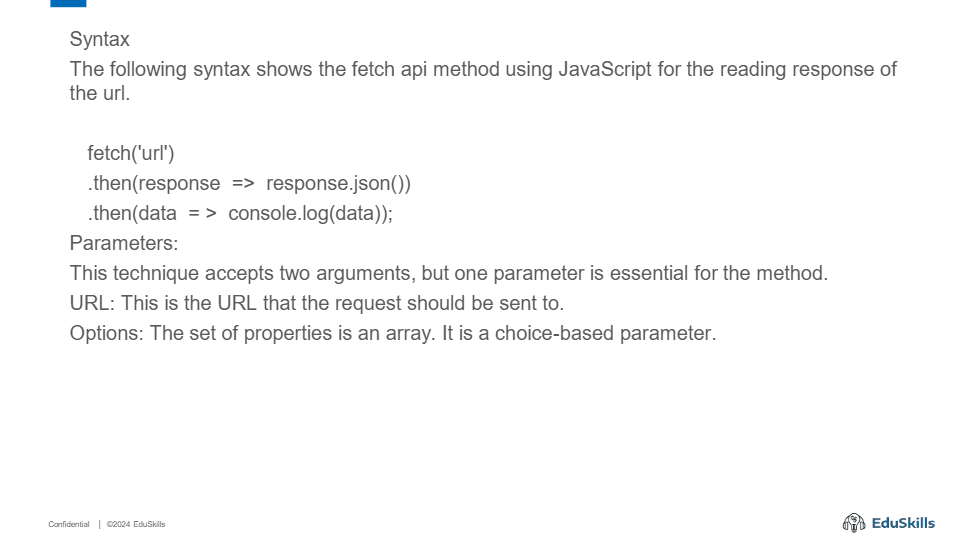 Syntax
The following syntax shows the fetch api method using JavaScript for the reading response of
the url.
fetch('url')
.then(response  =>  response.json())
.then(data  = >  console.log(data));
Parameters:
This technique accepts two arguments, but one parameter is essential for the method.
URL: This is the URL that the request should be sent to.
Options: The set of properties is an array. It is a choice-based parameter.
Confidential | ©2024 EduSkills
EduSkills